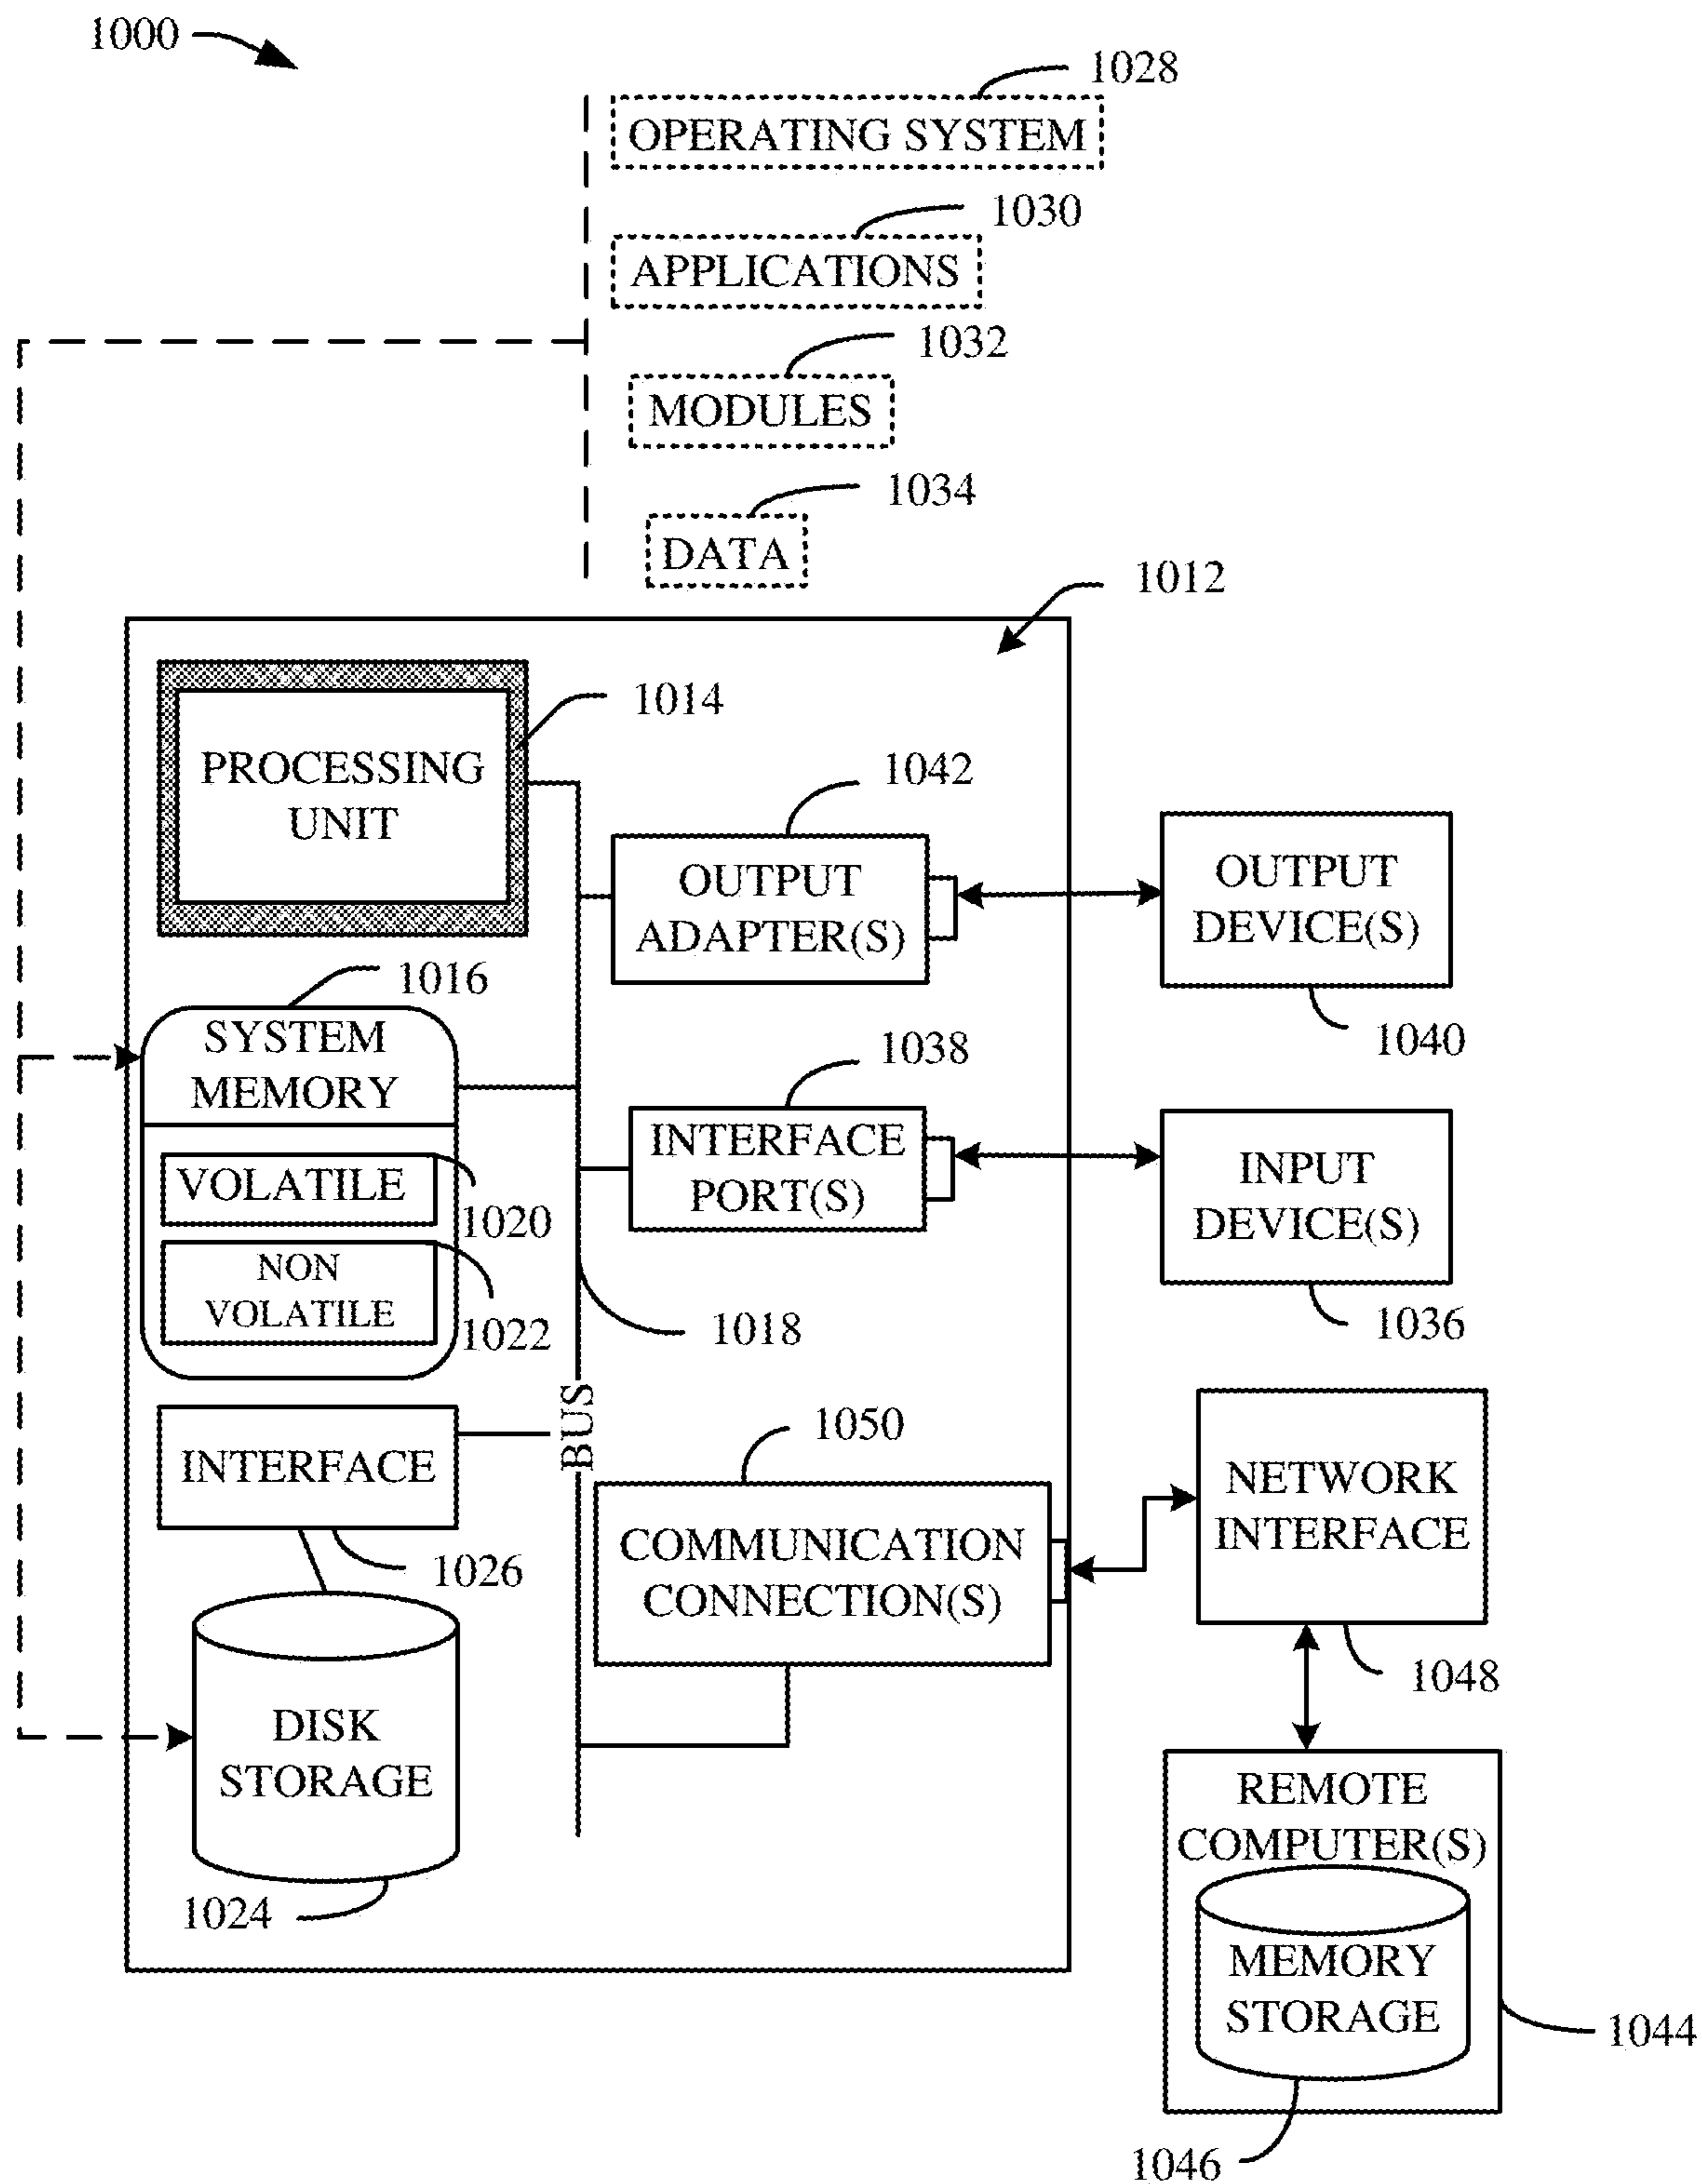 1000
1028
OPERATING SYSTEM
1030
APPLICATIONS
1032
MODULES
1034
DATA
1012
1014
PROCESSING
UNIT
1042
OUTPUT
ADAPTER(S)
OUTPUT
DEVICE(S)
1040
1016
SYSTEM
MEMORY
VOLATILE
1020
NON
VOLATILE
1022
1038
INTERFACE
PORT(S)
INPUT
DEVICE(S)
1036
1018
BUS
INTERFACE
1026
1050
COMMUNICATION
CONNECTION(S)
NETWORK
INTERFACE
1048
DISK
STORAGE
1024
REMOTE
COMPUTER(S)
MEMORY
STORAGE
1044
1046